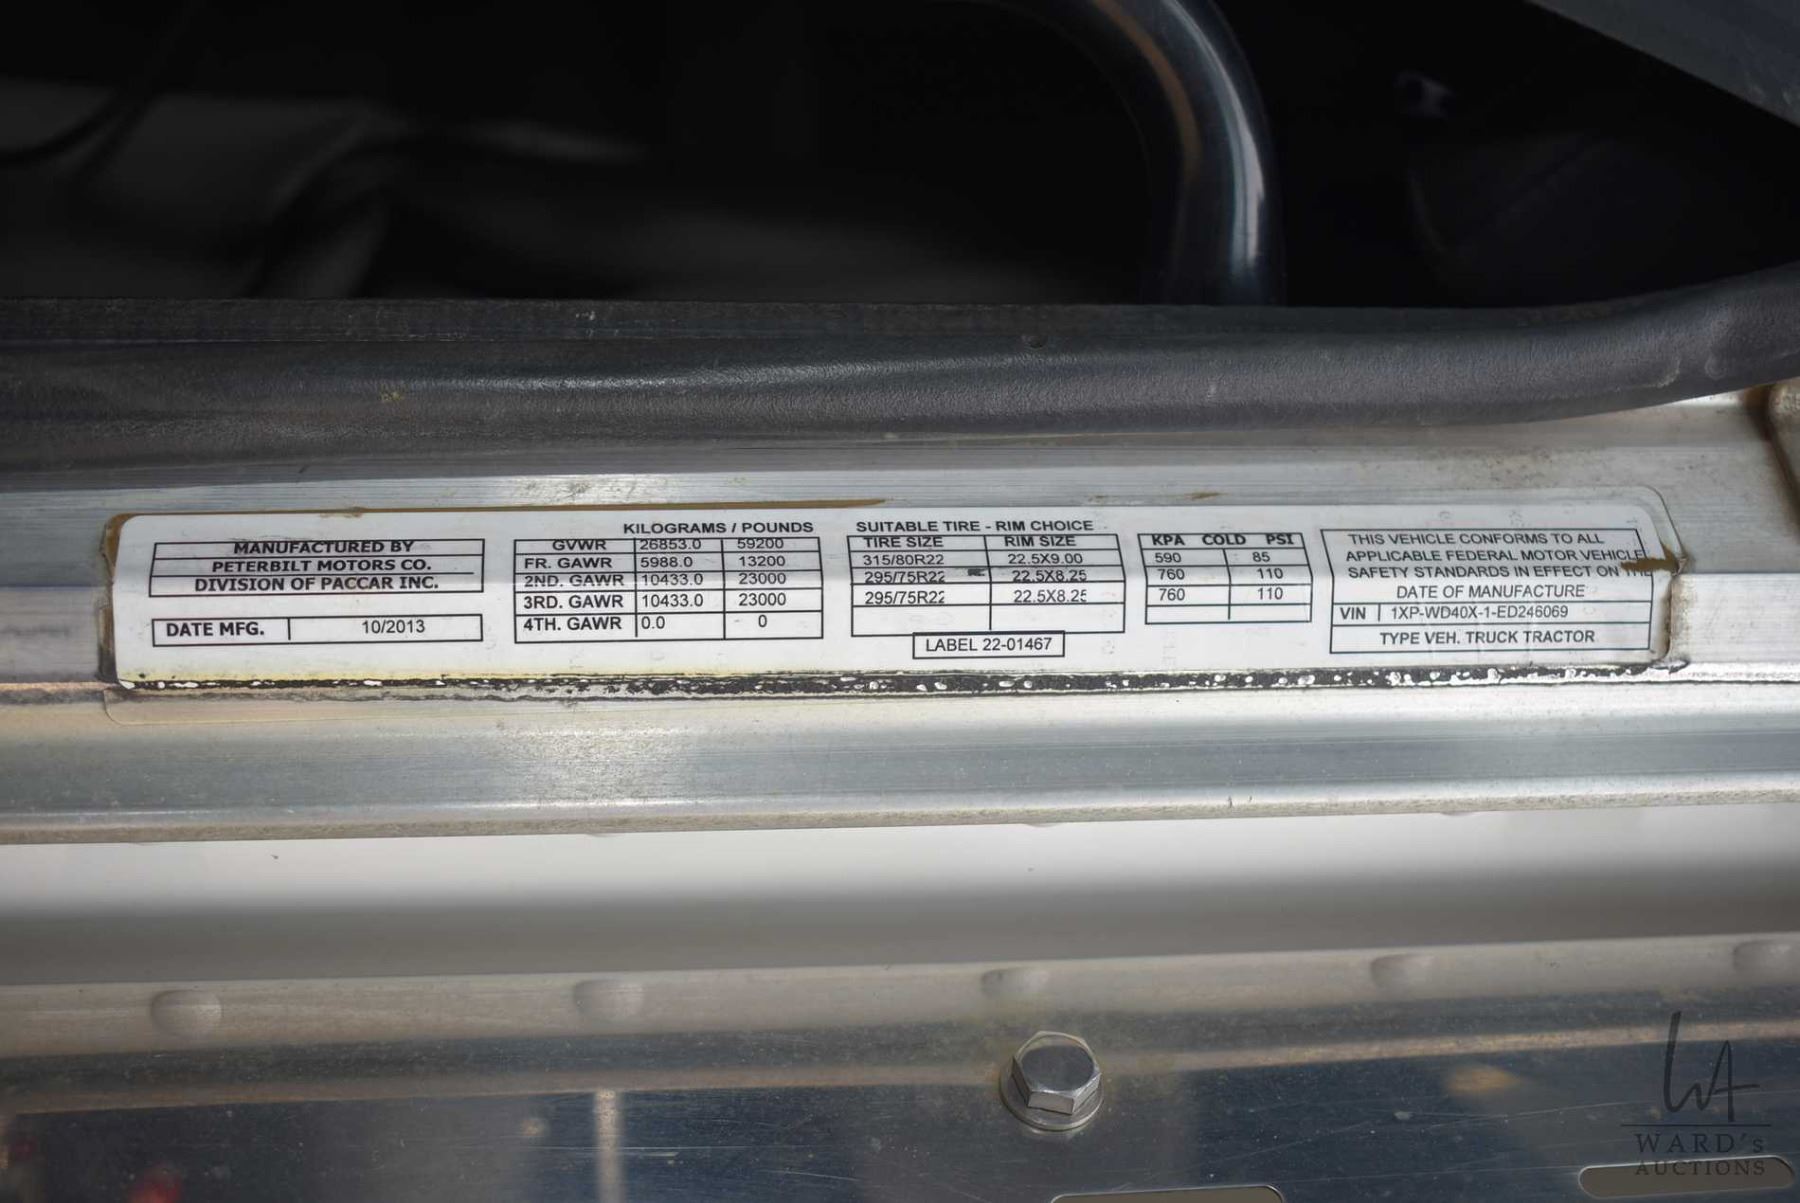 MANUFACTURED BY
PETERBILT MOTORS CO.
DIVISION OF PACCAR INC.
DATE MFG. 10/2013
KILOGRAMS / POUNDS
GVWR 26853.0 59200
FR. GAWR 5988.0 13200
2ND. GAWR 10433.0 23000
3RD. GAWR 10433.0 23000
4TH. GAWR 0.0 0
SUITABLE TIRE - RIM CHOICE
TIRE SIZE RIM SIZE
315/80R22 22.5X9.00
295/75R22 22.5X8.25
295/75R22 22.5X8.25
LABEL 22-01467
KPA COLD PSI
590 85
760 110
760 110
THIS VEHICLE CONFORMS TO ALL
APPLICABLE FEDERAL MOTOR VEHICLE
SAFETY STANDARDS IN EFFECT ON THE
DATE OF MANUFACTURE
VIN 1XP-WD40X-1-ED246069
TYPE VEH. TRUCK TRACTOR
WA
WARD's
AUCTIONS